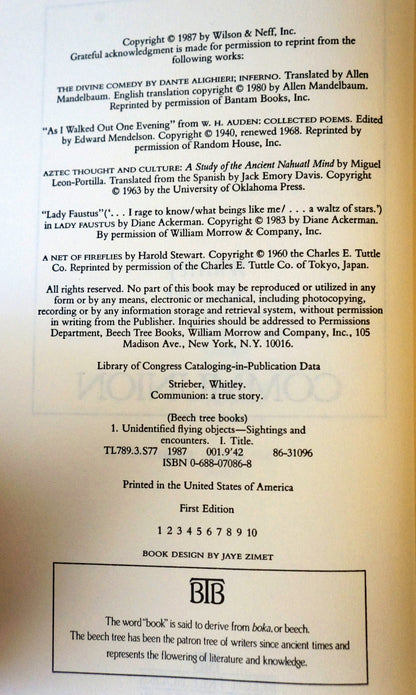 Copyright © 1987 by Wilson & Neff, Inc.
Grateful acknowledgment is made for permission to reprint from the
following works:
THE DIVINE COMEDY BY DANTE ALIGHIERI; INFERNO. Translated by Allen
Mandelbaum. English translation copyright © 1980 by Allen Mandelbaum.
Reprinted by permission of Bantam Books, Inc.
"As I Walked Out One Evening" from W. H. AUDEN: COLLECTED POEMS. Edited
by Edward Mendelson. Copyright © 1940, renewed 1968. Reprinted by
permission of Random House, Inc.
AZTEC THOUGHT AND CULTURE: A Study of the Ancient Nahuatl Mind by Miguel
Leon-Portilla. Translated from the Spanish by Jack Emory Davis. Copyright
© 1963 by the University of Oklahoma Press.
"Lady Faustus"('. . . I rage to know/what beings like me/ . . . a waltz of stars.')
in LADY FAUSTUS by Diane Ackerman. Copyright © 1983 by Diane Ackerman.
By permission of William Morrow & Company, Inc.
A NET OF FIREFLIES by Harold Stewart. Copyright © 1960 the Charles E. Tuttle
Co. Reprinted by permission of the Charles E. Tuttle Co. of Tokyo, Japan.
All rights reserved. No part of this book may be reproduced or utilized in any
form or by any means, electronic or mechanical, including photocopying,
recording or by any information storage and retrieval system, without permission
in writing from the Publisher. Inquiries should be addressed to Permissions
Department, Beech Tree Books, William Morrow and Company, Inc., 105
Madison Ave., New York, N.Y. 10016.
Library of Congress Cataloging-in-Publication Data
Strieber, Whitley.
Communion: a true story.
(Beech tree books)
1. Unidentified flying objects—Sightings and
encounters. I. Title.
TL789.3.S77 1987 001.9'42 86-31096
ISBN 0-688-07086-8
Printed in the United States of America
First Edition
1 2 3 4 5 6 7 8 9 10
BOOK DESIGN BY JAYE ZIMET
BTB
The word "book" is said to derive from boka, or beech.
The beech tree has been the patron tree of writers since ancient times and
represents the flowering of literature and knowledge.